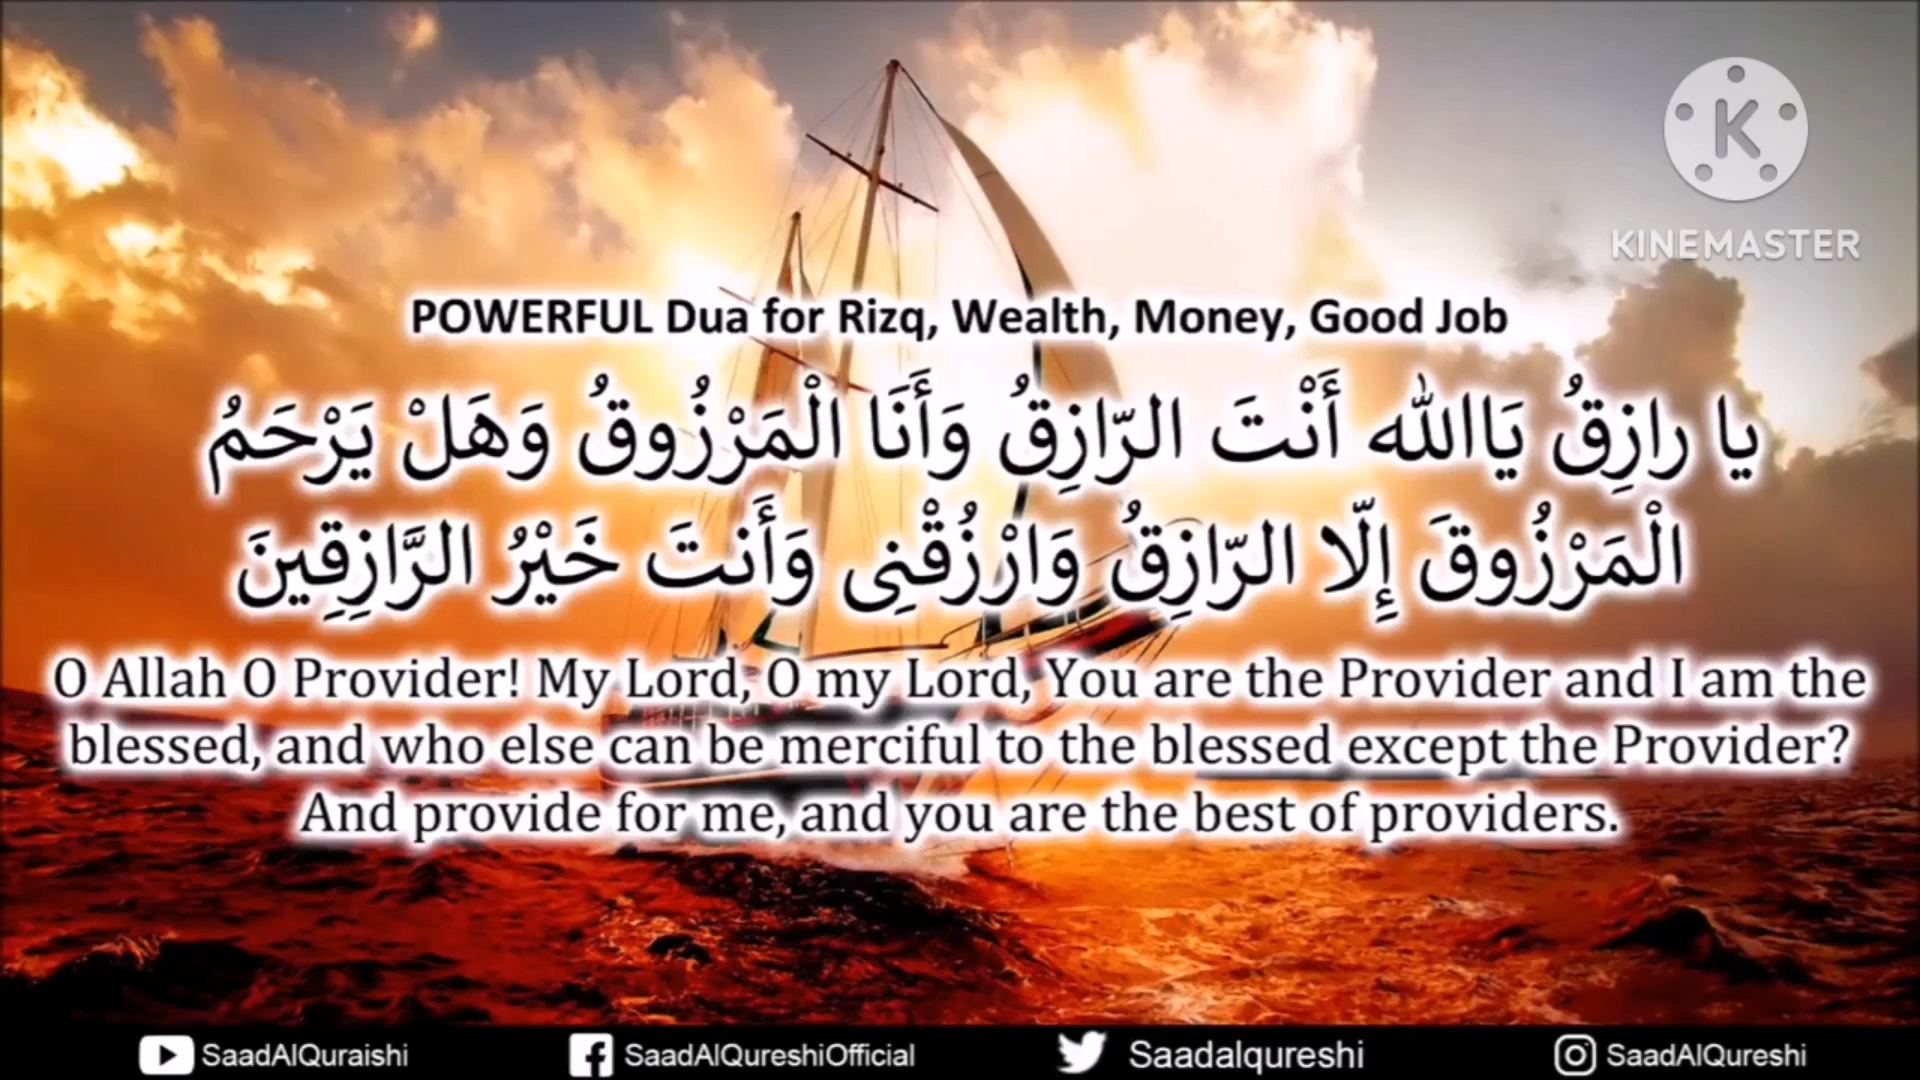 K
KINEMASTER
POWERFUL Dua for Rizq, Wealth, Money, Good Job
يا رازِقُ يَاالله أَنْتَ الرّازِقُ وَأَنَا الْمَرْزُوقُ وَهَلْ يَرْحَمُ
الْمَرْزُوقَ إِلّا الرّازِقُ وَارْزُقْنِى وَأَنتَ خَيْرُ الرَّازِقِينَ
O Allah O Provider! My Lord, O my Lord, You are the Provider and I am the
blessed, and who else can be merciful to the blessed except the Provider?
And provide for me, and you are the best of providers.
SaadAlQuraishi SaadAlQureshiOfficial Saadalqureshi SaadAlQureshi